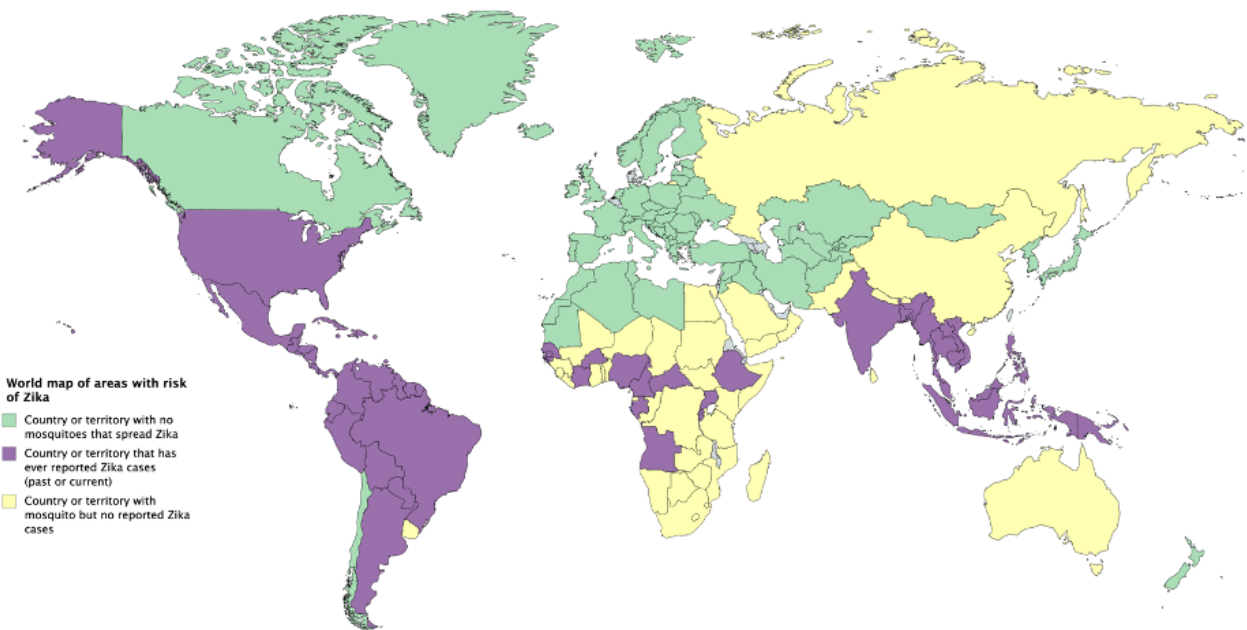 World map of areas with risk
of Zika
Country or territory with no
mosquitoes that spread Zika
Country or territory that has
ever reported Zika cases
(past or current)
Country or territory with
mosquito but no reported Zika
cases